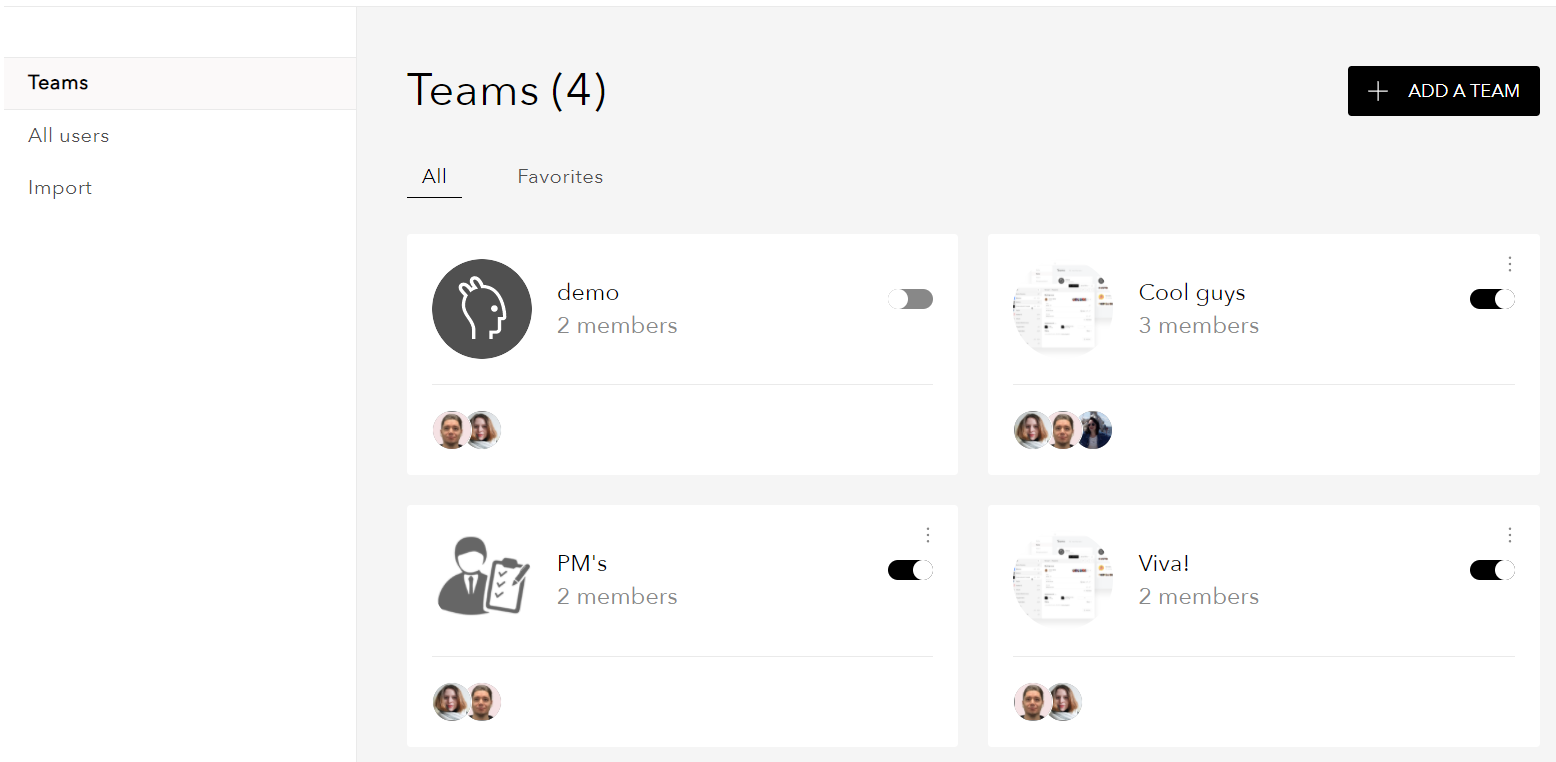 Teams
All users
Import
Teams (4)
ADD A TEAM
All
Favorites
demo
2 members
Cool guys
3 members
PM's
2 members
Viva!
2 members